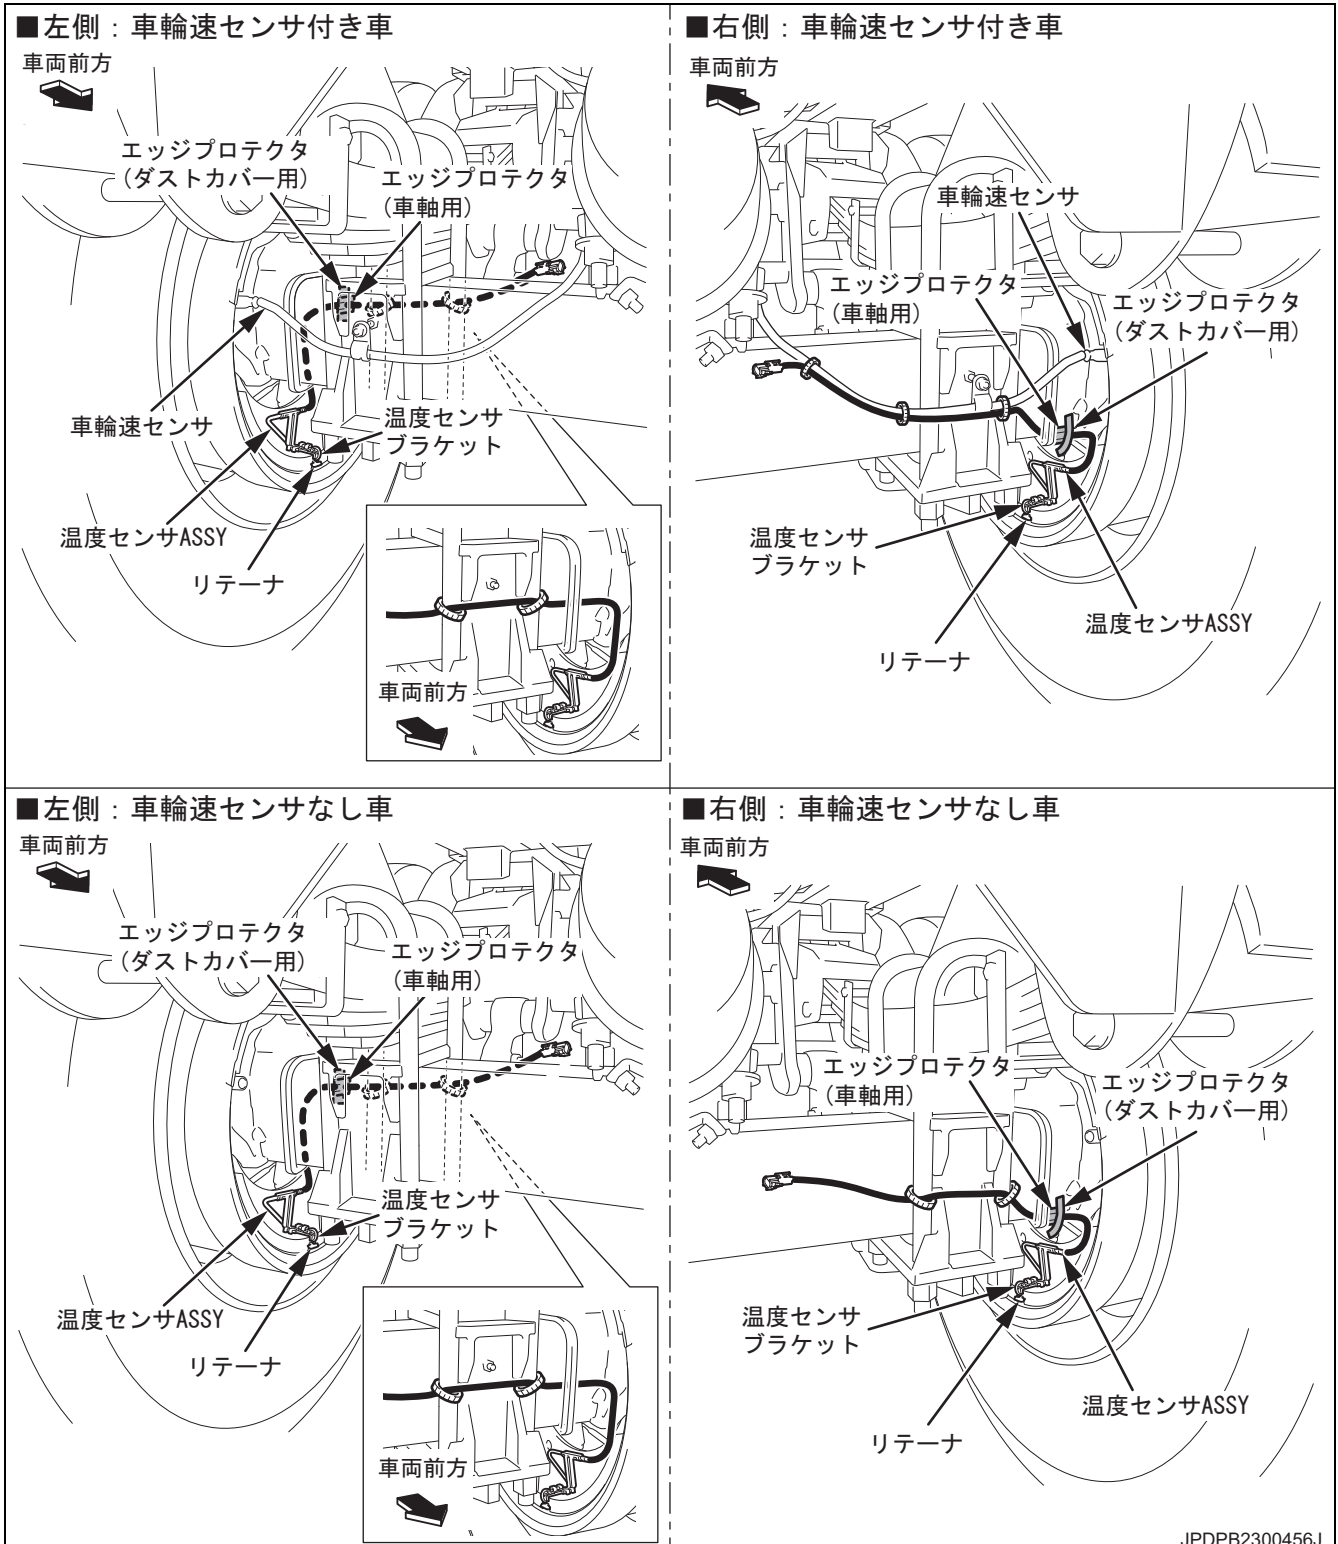 ■左側：車輪速センサ付き車
車両前方
エッジプロテクタ
(ダストカバー用)
エッジプロテクタ
(車軸用)
車輪速センサ
温度センサ
ブラケット
温度センサASSY
リテーナ
車両前方
■右側：車輪速センサ付き車
車両前方
車輪速センサ
エッジプロテクタ
(車軸用)
エッジプロテクタ
(ダストカバー用)
温度センサ
ブラケット
温度センサASSY
リテーナ
■左側：車輪速センサなし車
車両前方
エッジプロテクタ
(ダストカバー用)
エッジプロテクタ
(車軸用)
温度センサ
ブラケット
温度センサASSY
リテーナ
車両前方
■右側：車輪速センサなし車
車両前方
エッジプロテクタ
(車軸用)
エッジプロテクタ
(ダストカバー用)
温度センサ
ブラケット
温度センサASSY
リテーナ
JPDPB2300456J